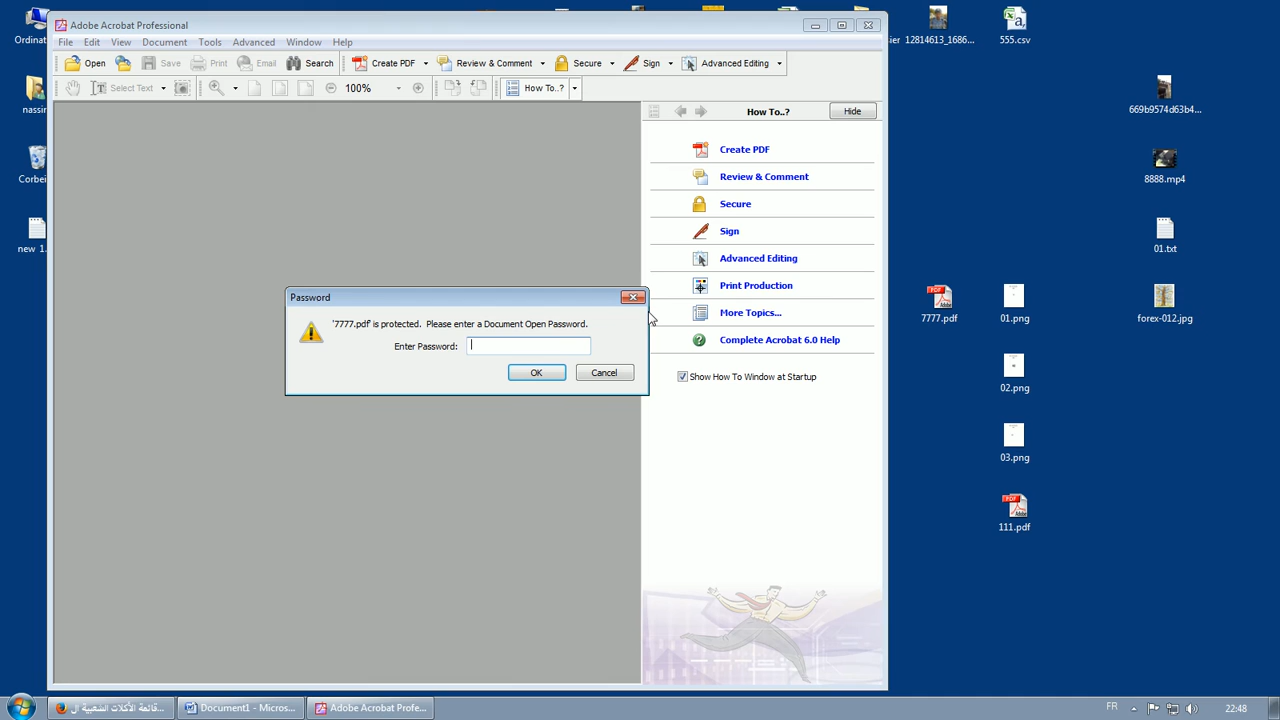 Adobe Acrobat Professional
File Edit View Document Tools Advanced Window Help
Open Save Print Email Search Create PDF Review & Comment Secure Sign Advanced Editing
Select Text 100% How To..?
How To..? Hide
Create PDF
Review & Comment
Secure
Sign
Advanced Editing
Print Production
More Topics...
Complete Acrobat 6.0 Help
Show How To Window at Startup
Password
'7777.pdf' is protected. Please enter a Document Open Password.
Enter Password:
OK Cancel
Ordinat
nassir
Corbei
new 1.
12814613_1686...
555.csv
669b9574d63b4...
8888.mp4
01.txt
7777.pdf
01.png
forex-012.jpg
02.png
03.png
111.pdf
قائمة الأكلات الشعبية ال...
Document1 - Micros...
Adobe Acrobat Profe...
FR
22:48